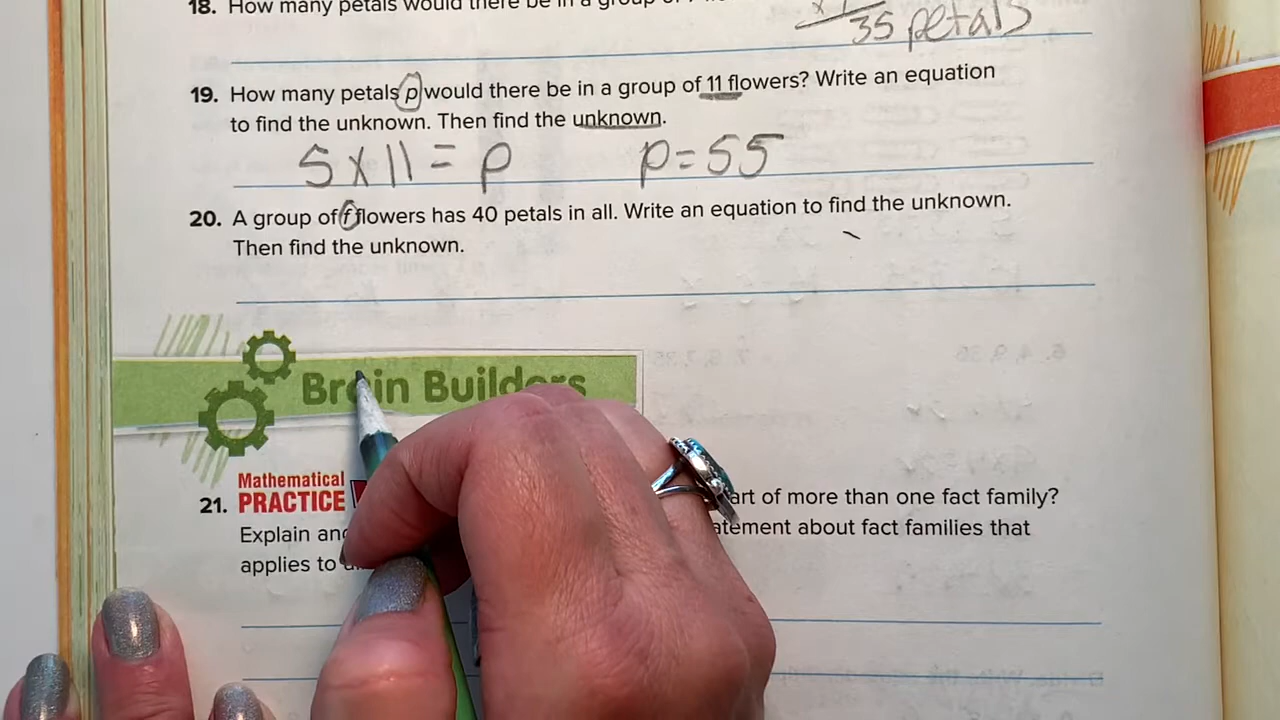 18. How many petals would there be in a group of
x 7
35 petals
19. How many petals p would there be in a group of 11 flowers? Write an equation
to find the unknown. Then find the unknown.
5 x 11 = p p = 55
20. A group of f flowers has 40 petals in all. Write an equation to find the unknown.
Then find the unknown.
Brain Builders
Mathematical
21. PRACTICE art of more than one fact family?
Explain and atement about fact families that
applies to